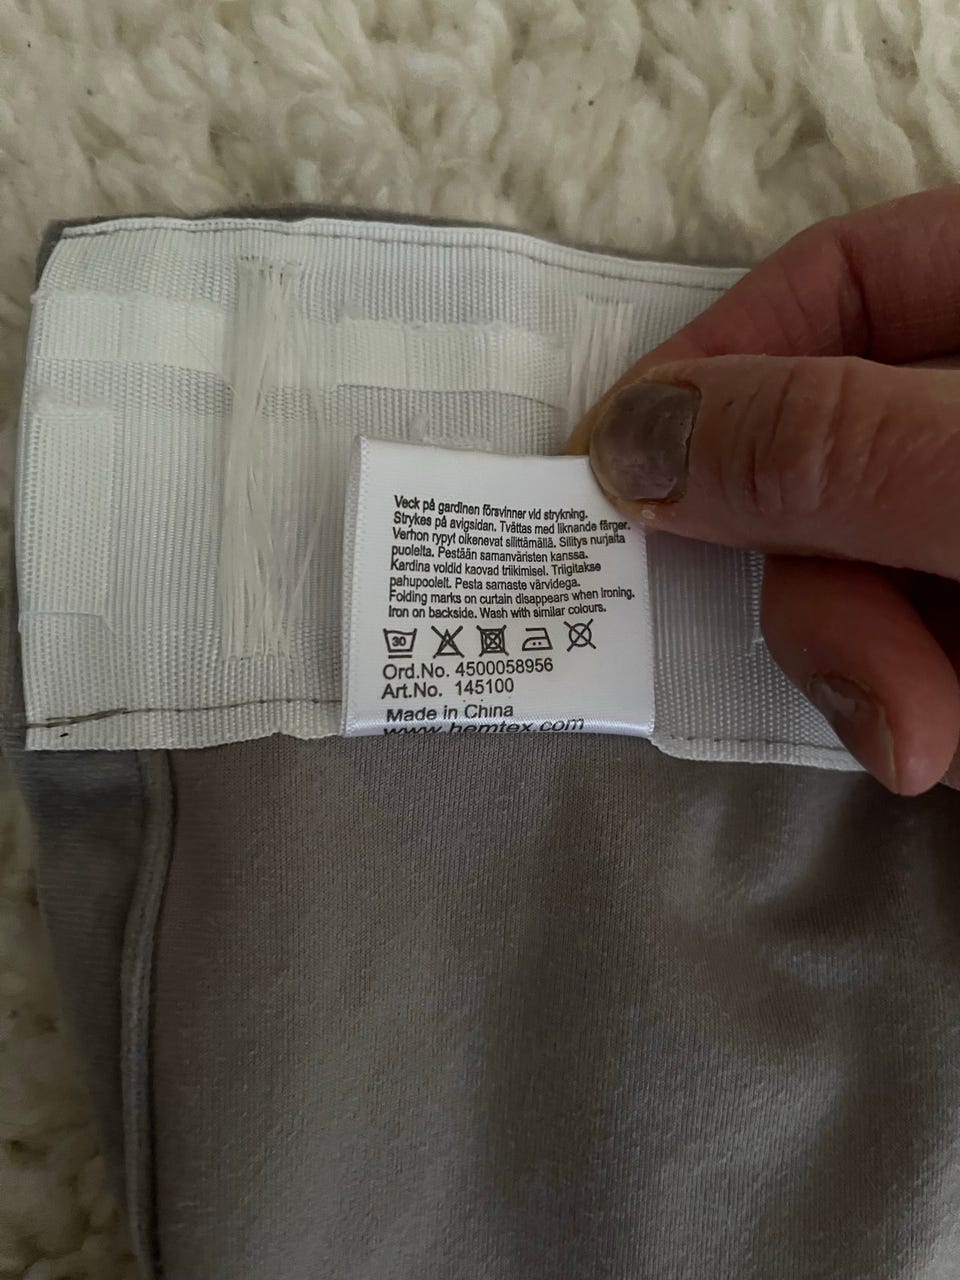 Veck på gardinen försvinner vid strykning.
Strykes på avigsidan. Tvättas med liknande färger.
Verhon rypyt oikenevat silittämällä. Silitys nurjalta
puolelta. Pestään samanväristen kanssa.
Kardina voldid kaovad triikimisel. Triigitakse
pahupoolelt. Pesta samaste värvidega.
Folding marks on curtain disappears when ironing.
Iron on backside. Wash with similar colours.
30
Ord.No. 4500058956
Art.No. 145100
Made in China
www.hemtex.com